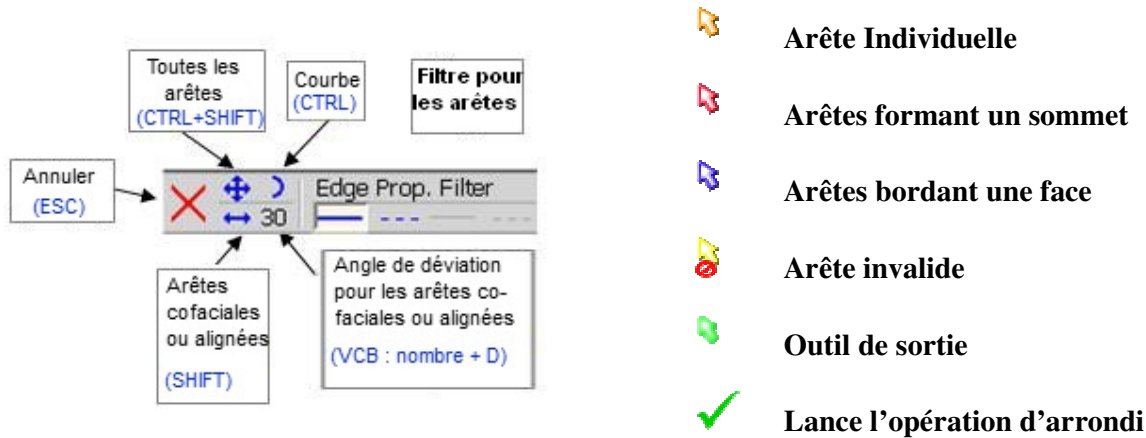 Toutes les
arêtes
(CTRL+SHIFT)
Courbe
(CTRL)
Filtre pour
les arêtes
Annuler
(ESC)
Edge Prop. Filter
30
Arêtes
cofaciales
ou alignées
(SHIFT)
Angle de déviation
pour les arêtes co-
faciales ou alignées
(VCB : nombre + D)
Arête Individuelle
Arêtes formant un sommet
Arêtes bordant une face
Arête invalide
Outil de sortie
Lance l’opération d’arrondi